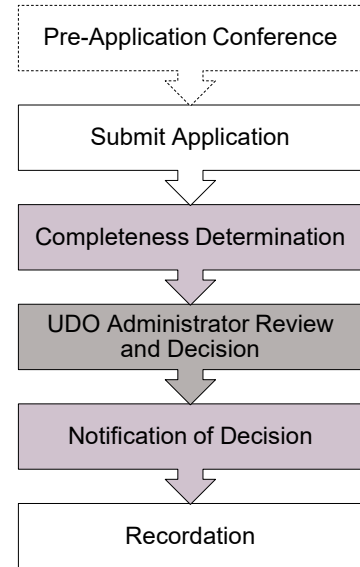 Pre-Application Conference
Submit Application
Completeness Determination
UDO Administrator Review
and Decision
Notification of Decision
Recordation